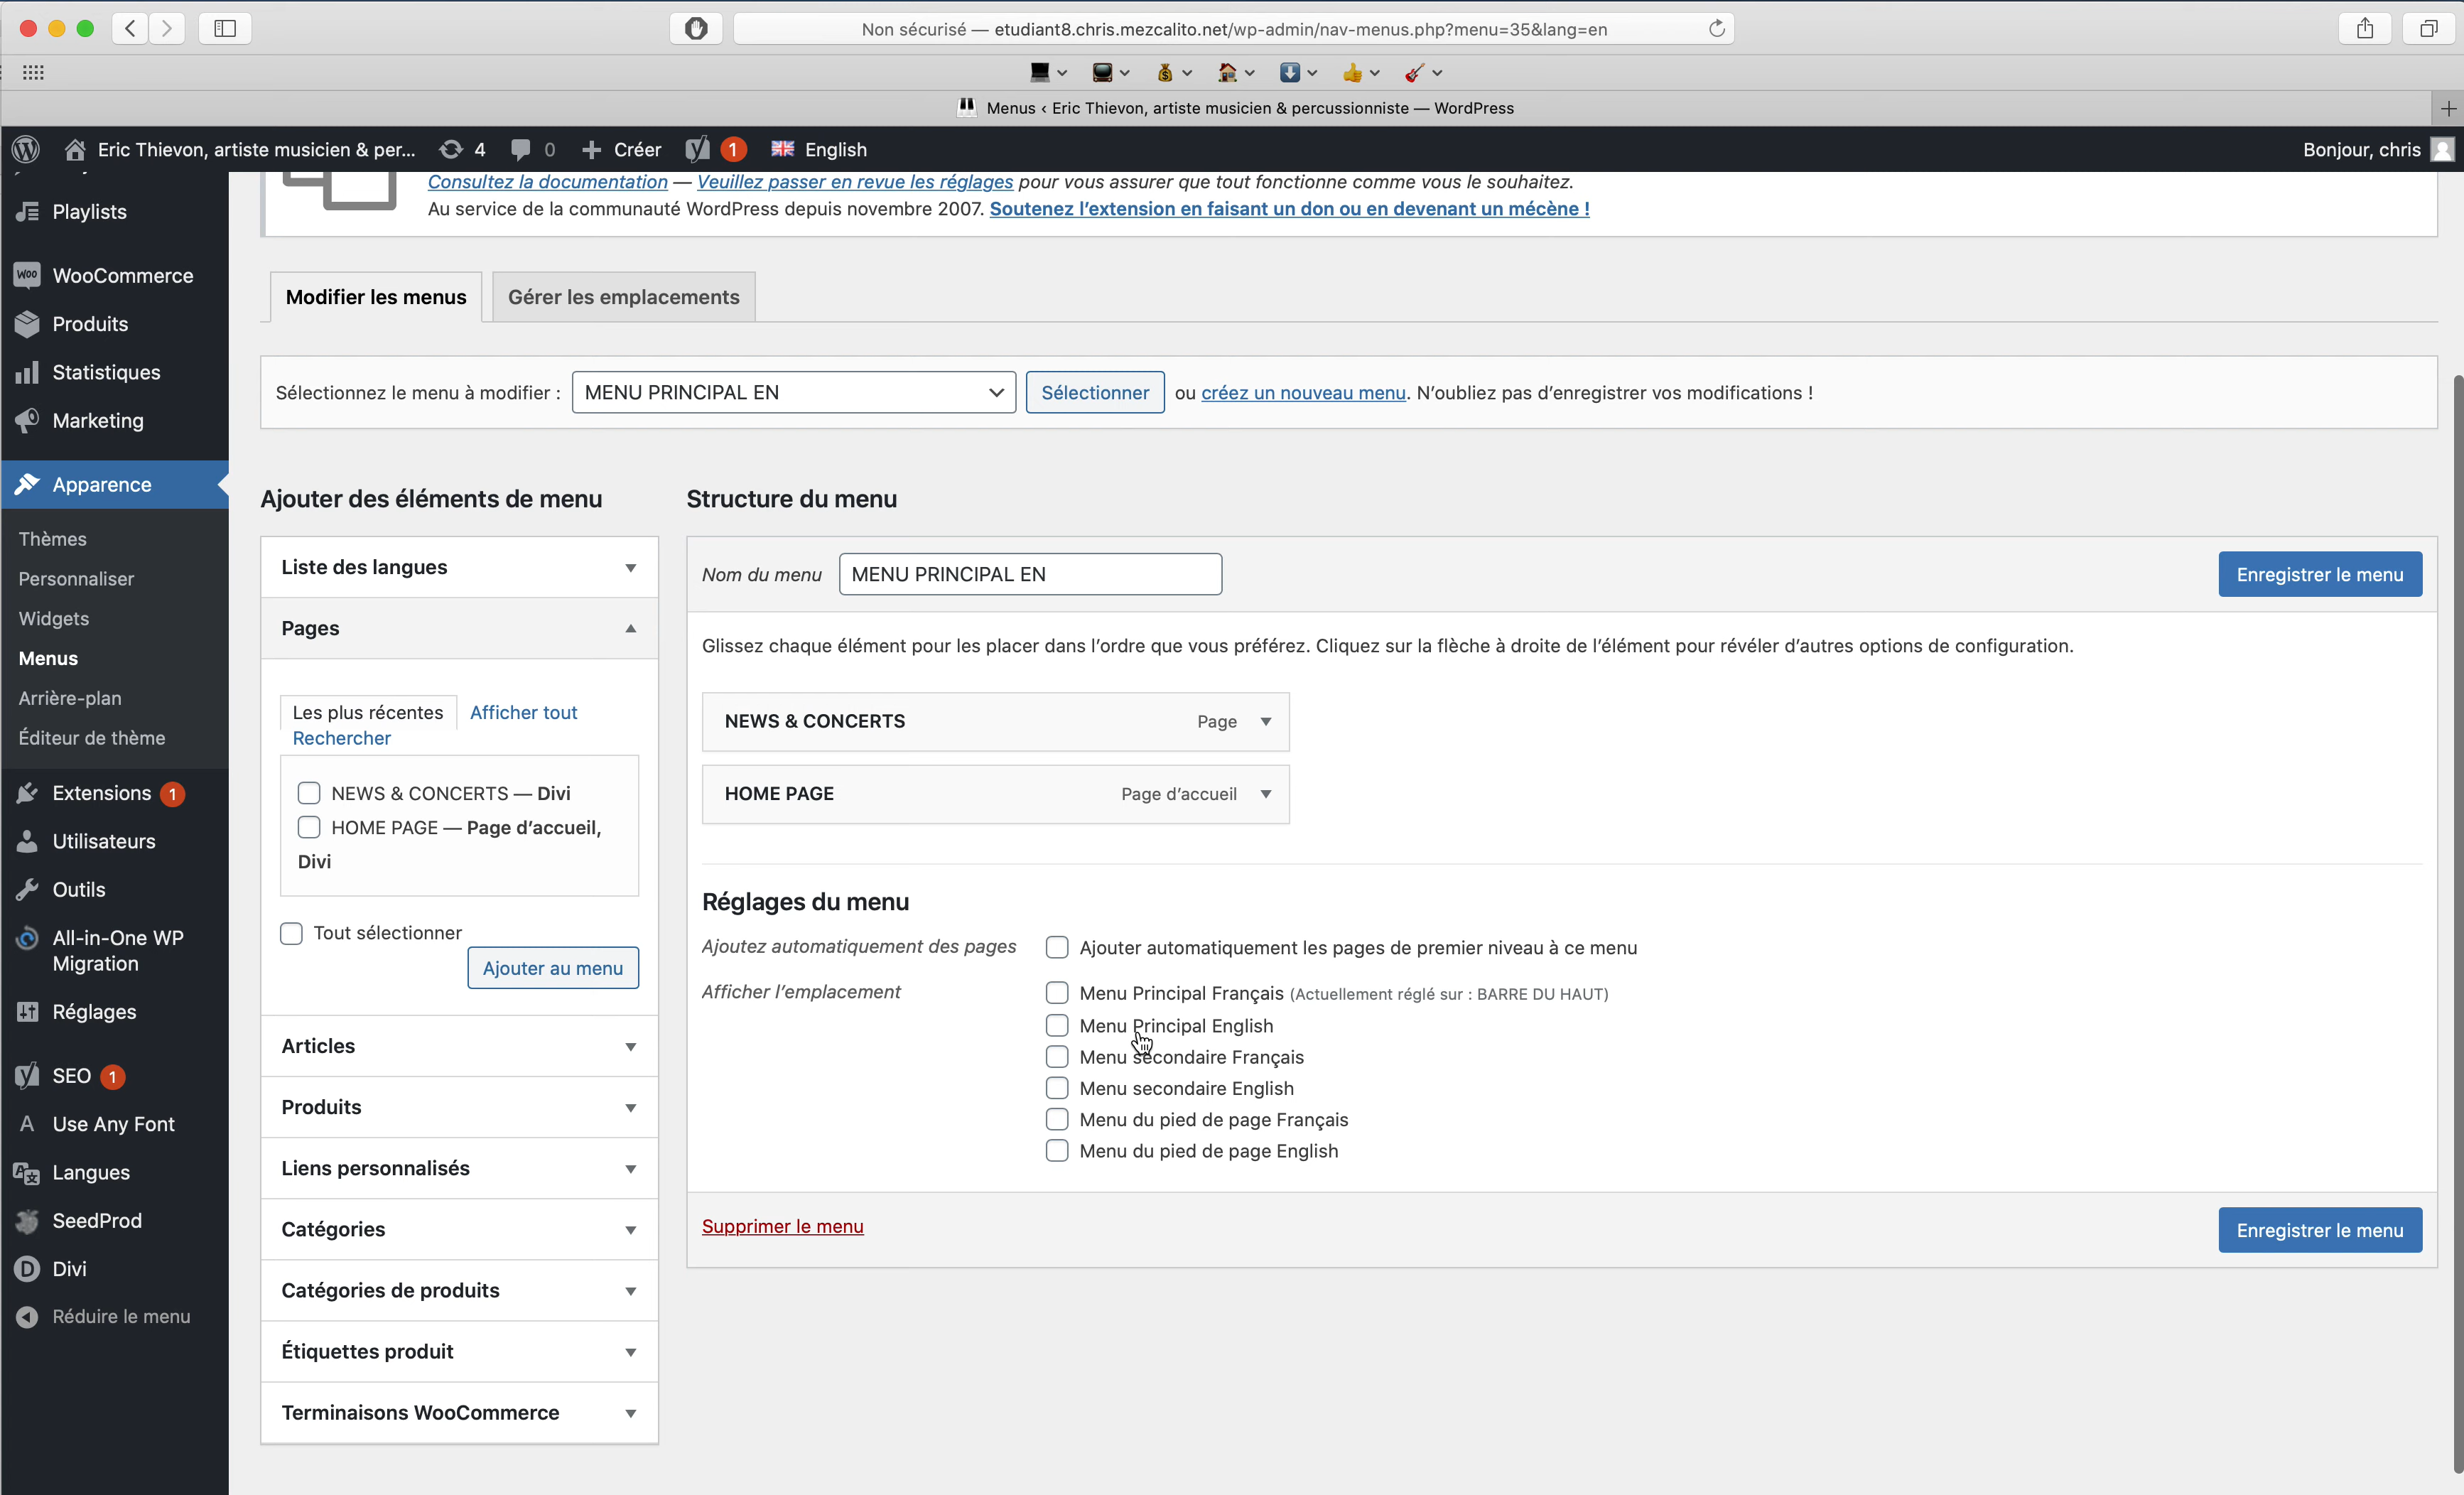 Non sécurisé — etudiant8.chris.mezcalito.net/wp-admin/nav-menus.php?menu=35&lang=en
Menus ‹ Eric Thievon, artiste musicien & percussionniste — WordPress
Eric Thievon, artiste musicien & per... 4 0 Créer 1 English Bonjour, chris
Consultez la documentation — Veuillez passer en revue les réglages pour vous assurer que tout fonctionne comme vous le souhaitez.
Au service de la communauté WordPress depuis novembre 2007. Soutenez l'extension en faisant un don ou en devenant un mécène !
Playlists
WooCommerce
Produits
Statistiques
Marketing
Apparence
Thèmes
Personnaliser
Widgets
Menus
Arrière-plan
Éditeur de thème
Extensions 1
Utilisateurs
Outils
All-in-One WP
Migration
Réglages
SEO 1
Use Any Font
Langues
SeedProd
Divi
Réduire le menu
Modifier les menus Gérer les emplacements
Sélectionnez le menu à modifier : MENU PRINCIPAL EN Sélectionner ou créez un nouveau menu. N'oubliez pas d'enregistrer vos modifications !
Ajouter des éléments de menu
Liste des langues
Pages
Les plus récentes Afficher tout
Rechercher
NEWS & CONCERTS — Divi
HOME PAGE — Page d'accueil,
Divi
Tout sélectionner
Ajouter au menu
Articles
Produits
Liens personnalisés
Catégories
Catégories de produits
Étiquettes produit
Terminaisons WooCommerce
Structure du menu
Nom du menu MENU PRINCIPAL EN Enregistrer le menu
Glissez chaque élément pour les placer dans l'ordre que vous préférez. Cliquez sur la flèche à droite de l'élément pour révéler d'autres options de configuration.
NEWS & CONCERTS Page
HOME PAGE Page d'accueil
Réglages du menu
Ajoutez automatiquement des pages Ajouter automatiquement les pages de premier niveau à ce menu
Afficher l'emplacement Menu Principal Français (Actuellement réglé sur : BARRE DU HAUT)
Menu Principal English
Menu secondaire Français
Menu secondaire English
Menu du pied de page Français
Menu du pied de page English
Supprimer le menu Enregistrer le menu